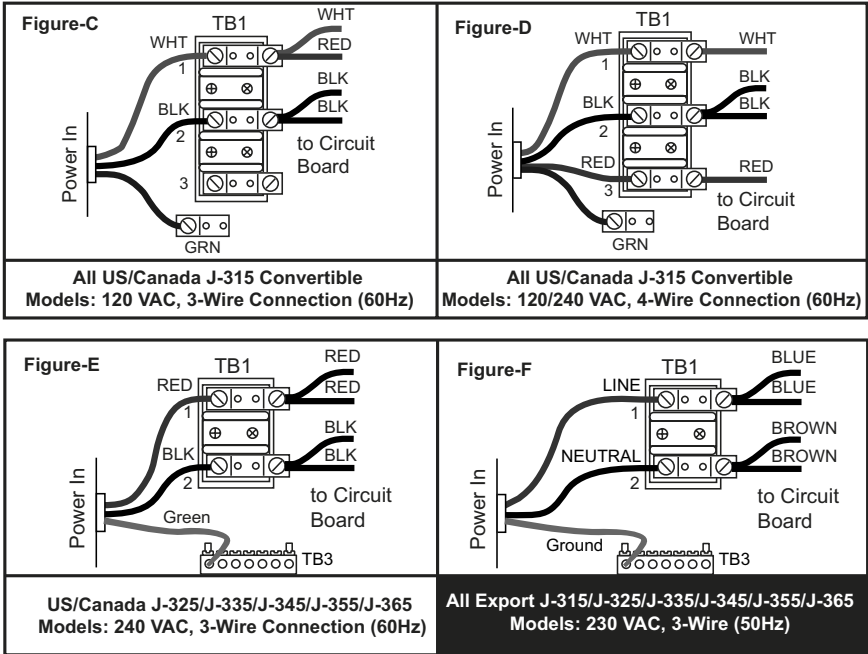 Figure-C
TB1
WHT
WHT
RED
1
BLK
BLK
BLK
2
to Circuit
Board
3
Power In
GRN
All US/Canada J-315 Convertible
Models: 120 VAC, 3-Wire Connection (60Hz)
Figure-D
TB1
WHT
WHT
1
BLK
BLK
BLK
2
RED
RED
3
to Circuit
Board
Power In
GRN
All US/Canada J-315 Convertible
Models: 120/240 VAC, 4-Wire Connection (60Hz)
Figure-E
TB1
RED
RED
RED
1
BLK
BLK
BLK
2
to Circuit
Board
Power In
Green
TB3
US/Canada J-325/J-335/J-345/J-355/J-365
Models: 240 VAC, 3-Wire Connection (60Hz)
Figure-F
TB1
BLUE
LINE
BLUE
1
BROWN
NEUTRAL
BROWN
2
to Circuit
Board
Power In
Ground
TB3
All Export J-315/J-325/J-335/J-345/J-355/J-365
Models: 230 VAC, 3-Wire (50Hz)